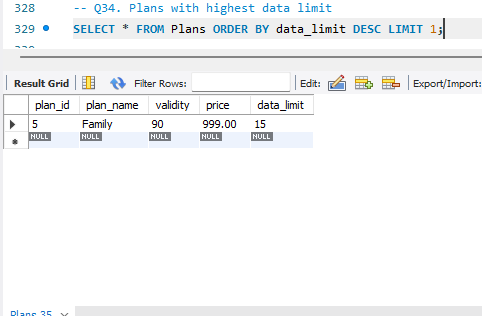 328 -- Q34. Plans with highest data limit
329 SELECT * FROM Plans ORDER BY data_limit DESC LIMIT 1;
Result Grid Filter Rows: Edit: Export/Import:
plan_id plan_name validity price data_limit
5 Family 90 999.00 15
NULL NULL NULL NULL NULL
Plans 35